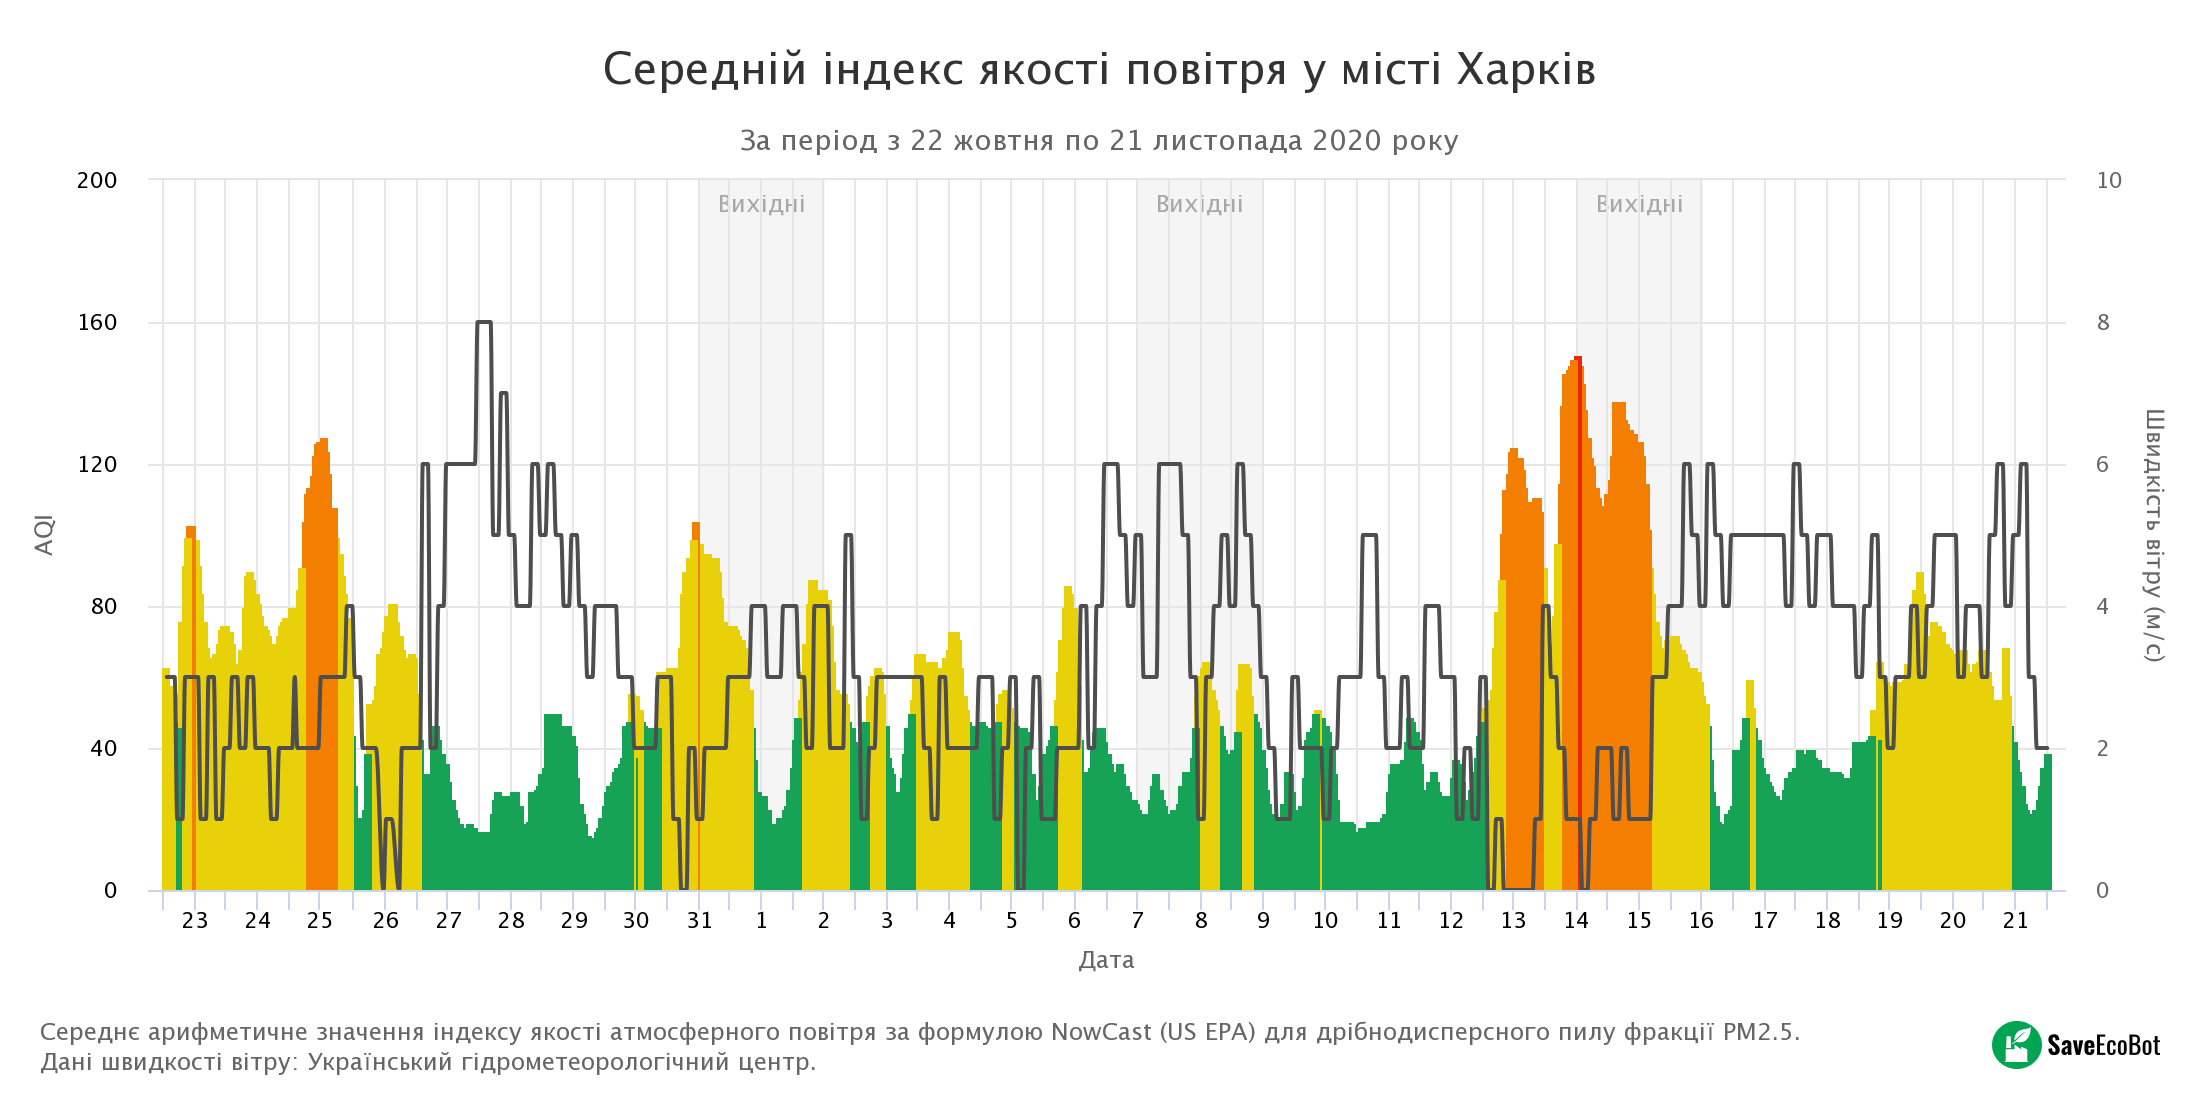 Середній індекс якості повітря у місті Харків
За період з 22 жовтня по 21 листопада 2020 року
200
160
120
80
40
0
AQI
Вихідні
Вихідні
Вихідні
10
8
6
4
2
0
Швидкість вітру (м/с)
23 24 25 26 27 28 29 30 31 1 2 3 4 5 6 7 8 9 10 11 12 13 14 15 16 17 18 19 20 21
Дата
Середнє арифметичне значення індексу якості атмосферного повітря за формулою NowCast (US EPA) для дрібнодисперсного пилу фракції PM2.5.
Дані швидкості вітру: Український гідрометеорологічний центр.
SaveEcoBot